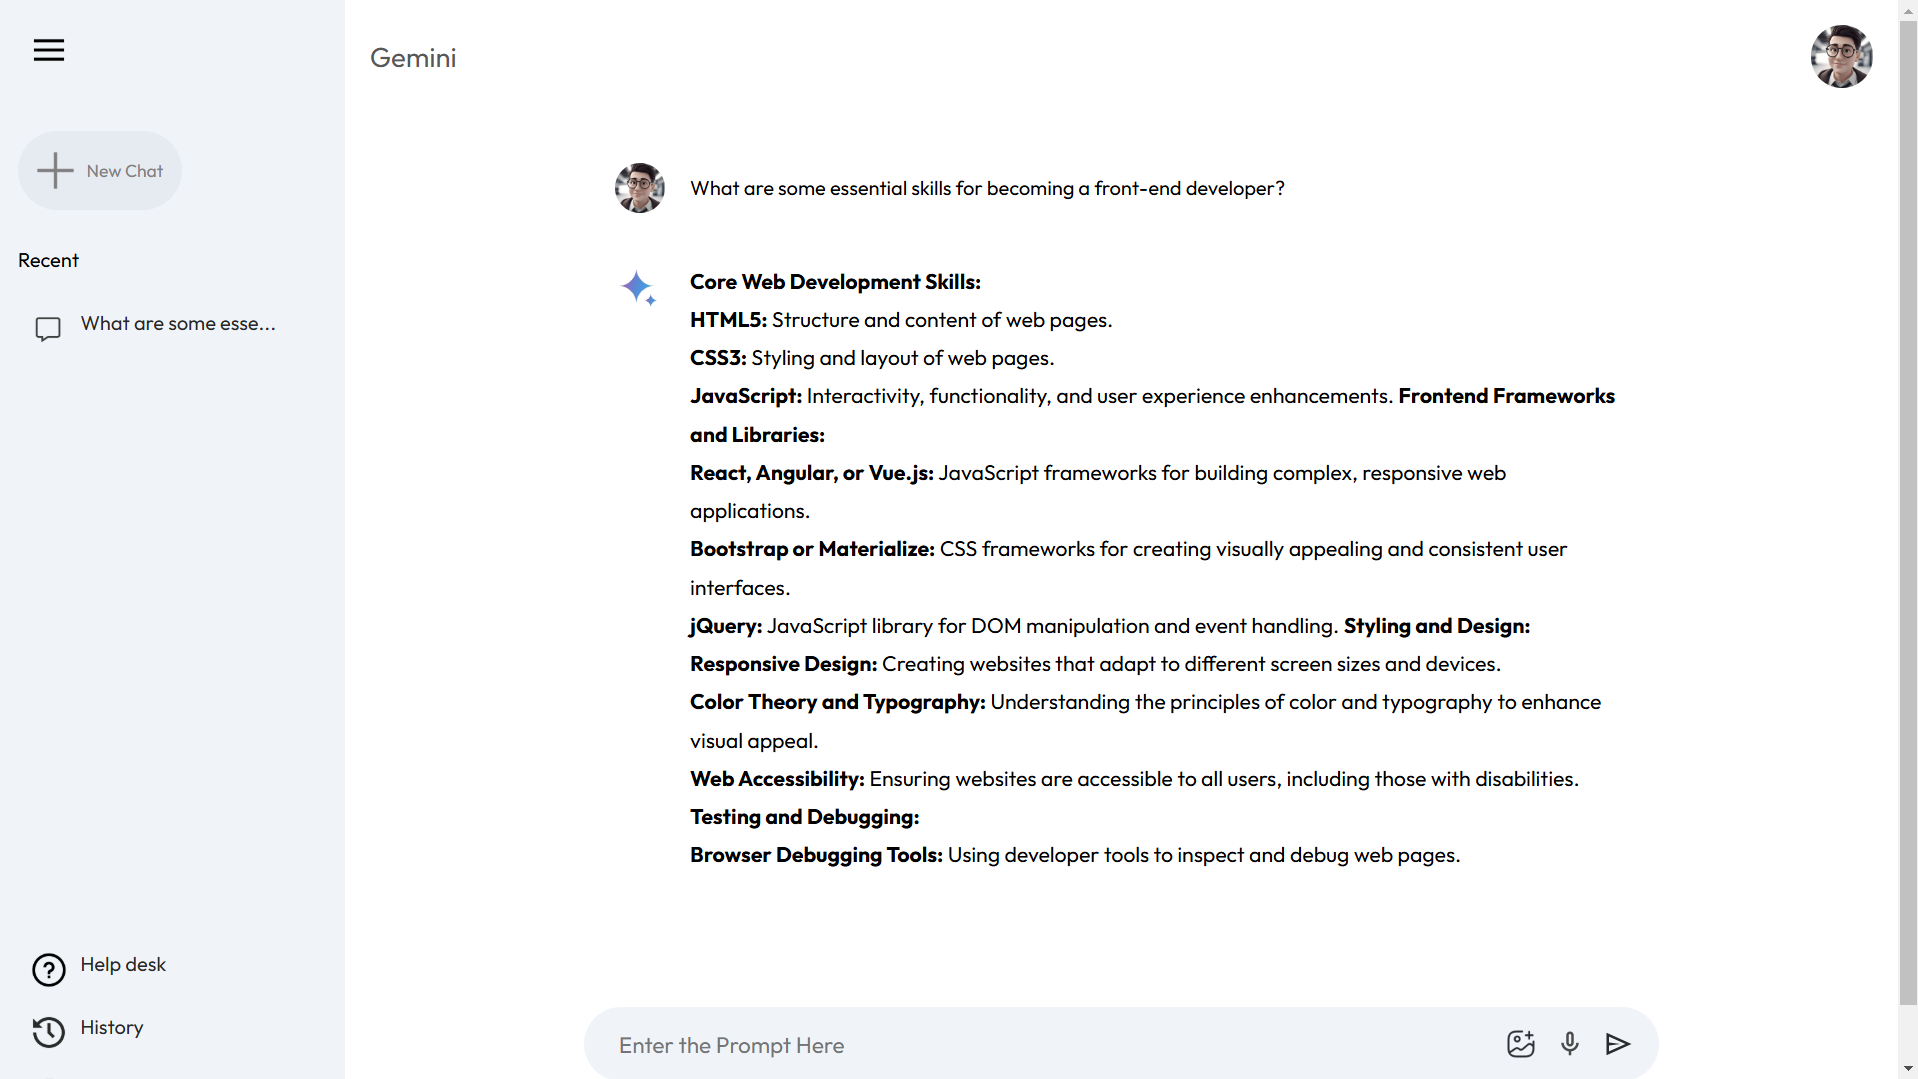 Gemini
New Chat
Recent
What are some esse...
Help desk
History
What are some essential skills for becoming a front-end developer?
Core Web Development Skills:
HTML5: Structure and content of web pages.
CSS3: Styling and layout of web pages.
JavaScript: Interactivity, functionality, and user experience enhancements. Frontend Frameworks
and Libraries:
React, Angular, or Vue.js: JavaScript frameworks for building complex, responsive web
applications.
Bootstrap or Materialize: CSS frameworks for creating visually appealing and consistent user
interfaces.
jQuery: JavaScript library for DOM manipulation and event handling. Styling and Design:
Responsive Design: Creating websites that adapt to different screen sizes and devices.
Color Theory and Typography: Understanding the principles of color and typography to enhance
visual appeal.
Web Accessibility: Ensuring websites are accessible to all users, including those with disabilities.
Testing and Debugging:
Browser Debugging Tools: Using developer tools to inspect and debug web pages.
Enter the Prompt Here